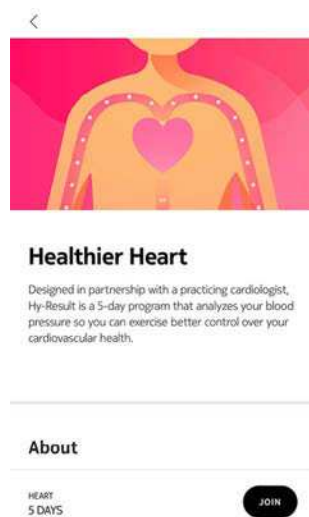 Healthier Heart
Designed in partnership with a practicing cardiologist,
Hy-Result is a 5-day program that analyzes your blood
pressure so you can exercise better control over your
cardiovascular health.
About
HEART
5 DAYS
JOIN